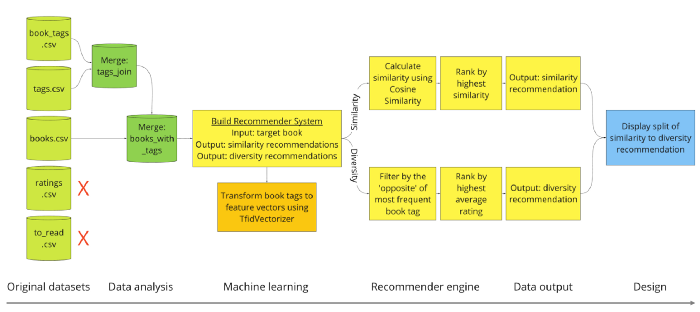 book_tags
.csv
tags.csv
books.csv
ratings
.csv
X
to_read
.csv
X
Merge:
tags_join
Merge:
books_with
_tags
Build Recommender System
Input: target book
Output: similarity recommendations
Output: diversity recommendations
Transform book tags to
feature vectors using
TfidVectorizer
Similarity
Diversity
Calculate
similarity using
Cosine
Similarity
Rank by
highest
similarity
Output: similarity
recommendation
Filter by the
'opposite' of
most frequent
book tag
Rank by
highest
average
rating
Output: diversity
recommendation
Display split of
similarity to diversity
recommendation
Original datasets
Data analysis
Machine learning
Recommender engine
Data output
Design